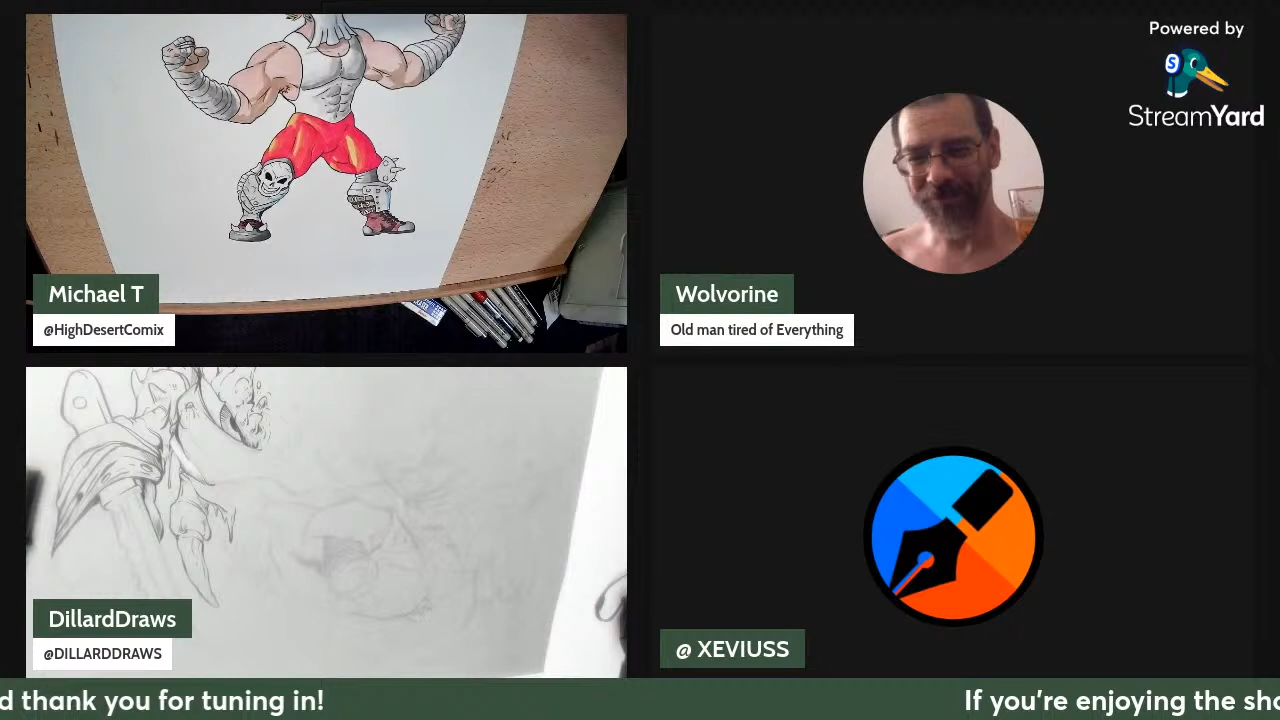 Powered by
S
StreamYard
Michael T
@HighDesertComix
Wolvorine
Old man tired of Everything
DillardDraws
@DILLARDDRAWS
@ XEVIUSS
d thank you for tuning in!
If you're enjoying the sho